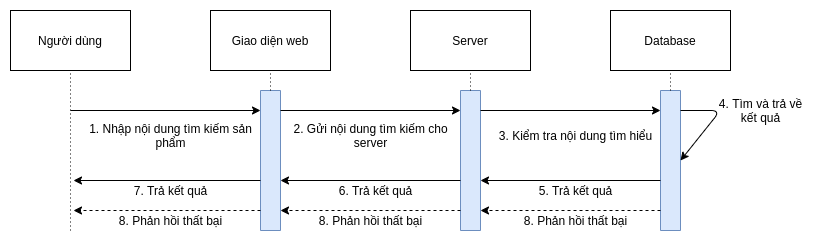 Người dùng
Giao diện web
Server
Database
4. Tìm và trả về
kết quả
1. Nhập nội dung tìm kiếm sản
phẩm
2. Gửi nội dung tìm kiếm cho
server
3. Kiểm tra nội dung tìm hiểu
7. Trả kết quả
6. Trả kết quả
5. Trả kết quả
8. Phản hồi thất bại
8. Phản hồi thất bại
8. Phản hồi thất bại